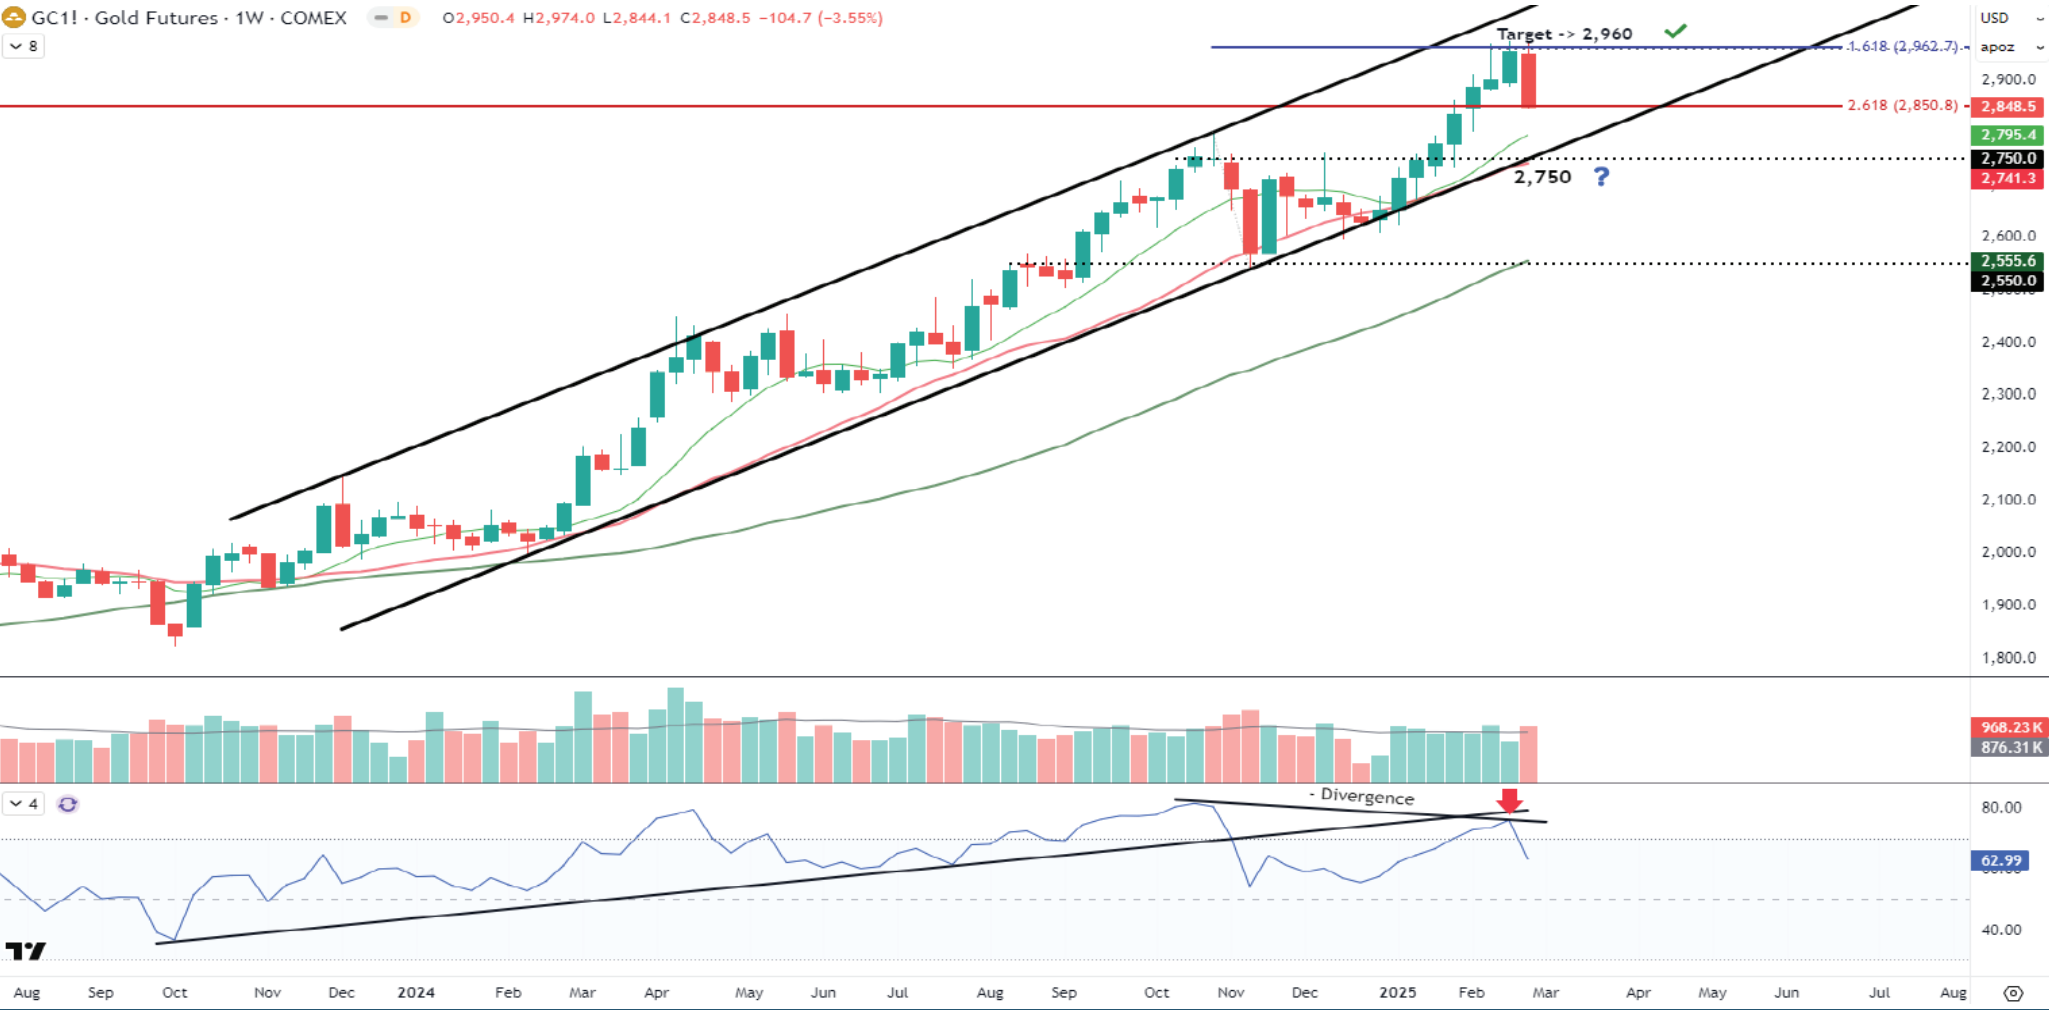 GC1! · Gold Futures · 1W · COMEX D O2,950.4 H2,974.0 L2,844.1 C2,848.5 −104.7 (−3.55%)
8
USD
apoz
Target -> 2,960
1.618 (2,962.7)
2,900.0
2.618 (2,850.8)
2,848.5
2,795.4
2,750.0
2,741.3
2,750 ?
2,600.0
2,555.6
2,550.0
2,400.0
2,300.0
2,200.0
2,100.0
2,000.0
1,900.0
1,800.0
968.23 K
876.31 K
4
- Divergence
80.00
62.99
40.00
Aug Sep Oct Nov Dec 2024 Feb Mar Apr May Jun Jul Aug Sep Oct Nov Dec 2025 Feb Mar Apr May Jun Jul Aug